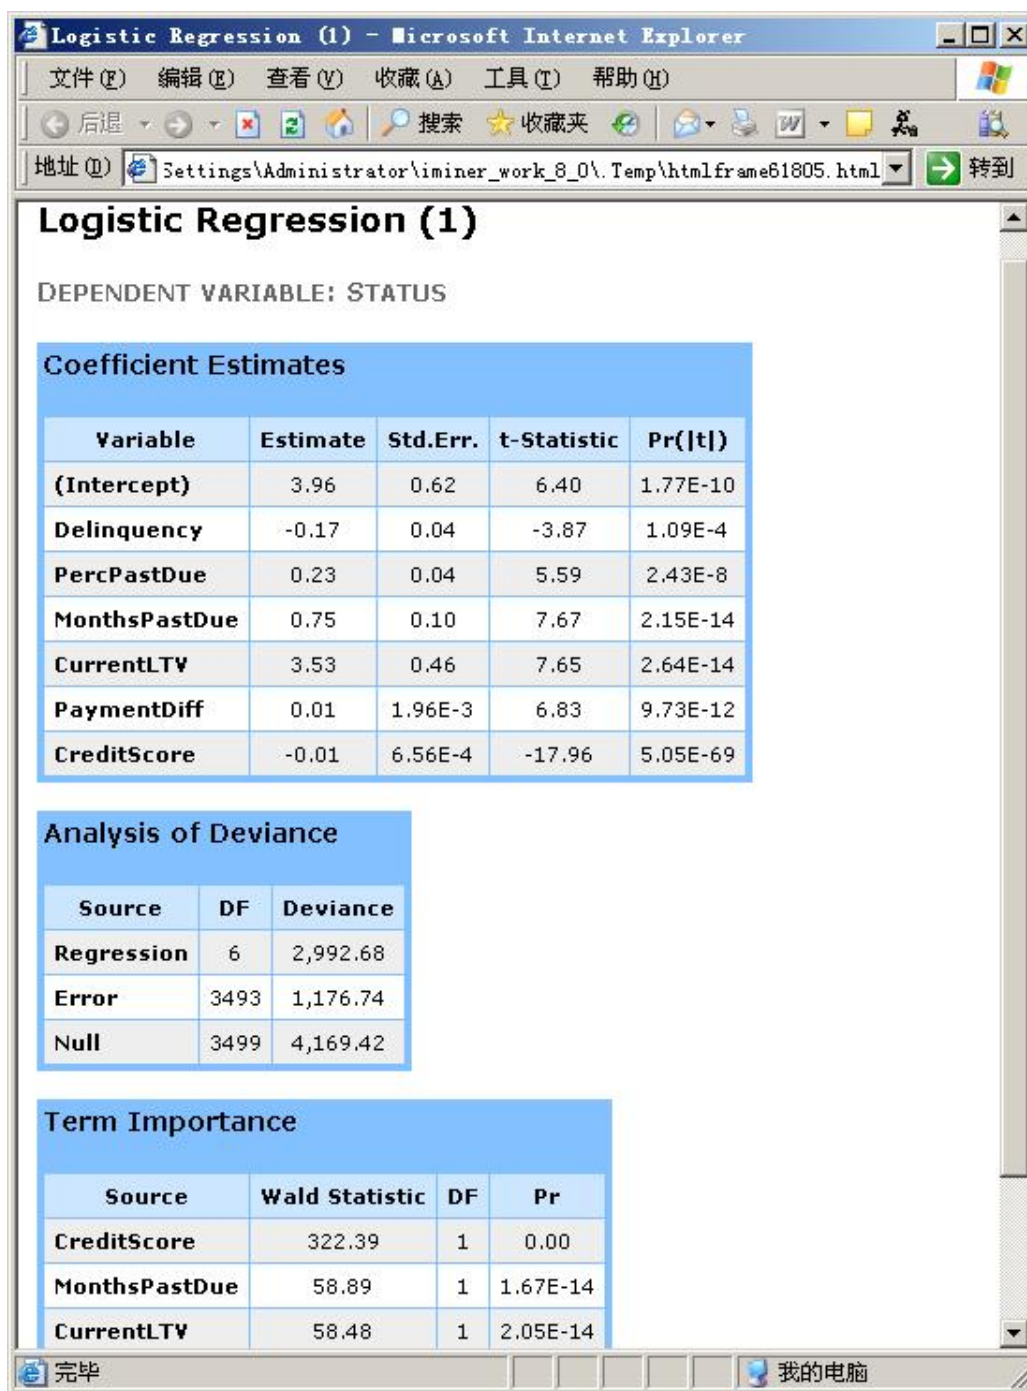 Logistic Regression (1) - Microsoft Internet Explorer
文件(F) 编辑(E) 查看(V) 收藏(A) 工具(T) 帮助(H)
后退 搜索 收藏夹
地址(D) Settings\Administrator\iminer_work_8_0\.Temp\htmlframe61805.html 转到
Logistic Regression (1)
DEPENDENT VARIABLE: STATUS
Coefficient Estimates
Variable Estimate Std.Err. t-Statistic Pr(|t|)
(Intercept) 3.96 0.62 6.40 1.77E-10
Delinquency -0.17 0.04 -3.87 1.09E-4
PercPastDue 0.23 0.04 5.59 2.43E-8
MonthsPastDue 0.75 0.10 7.67 2.15E-14
CurrentLTV 3.53 0.46 7.65 2.64E-14
PaymentDiff 0.01 1.96E-3 6.83 9.73E-12
CreditScore -0.01 6.56E-4 -17.96 5.05E-69
Analysis of Deviance
Source DF Deviance
Regression 6 2,992.68
Error 3493 1,176.74
Null 3499 4,169.42
Term Importance
Source Wald Statistic DF Pr
CreditScore 322.39 1 0.00
MonthsPastDue 58.89 1 1.67E-14
CurrentLTV 58.48 1 2.05E-14
完毕 我的电脑